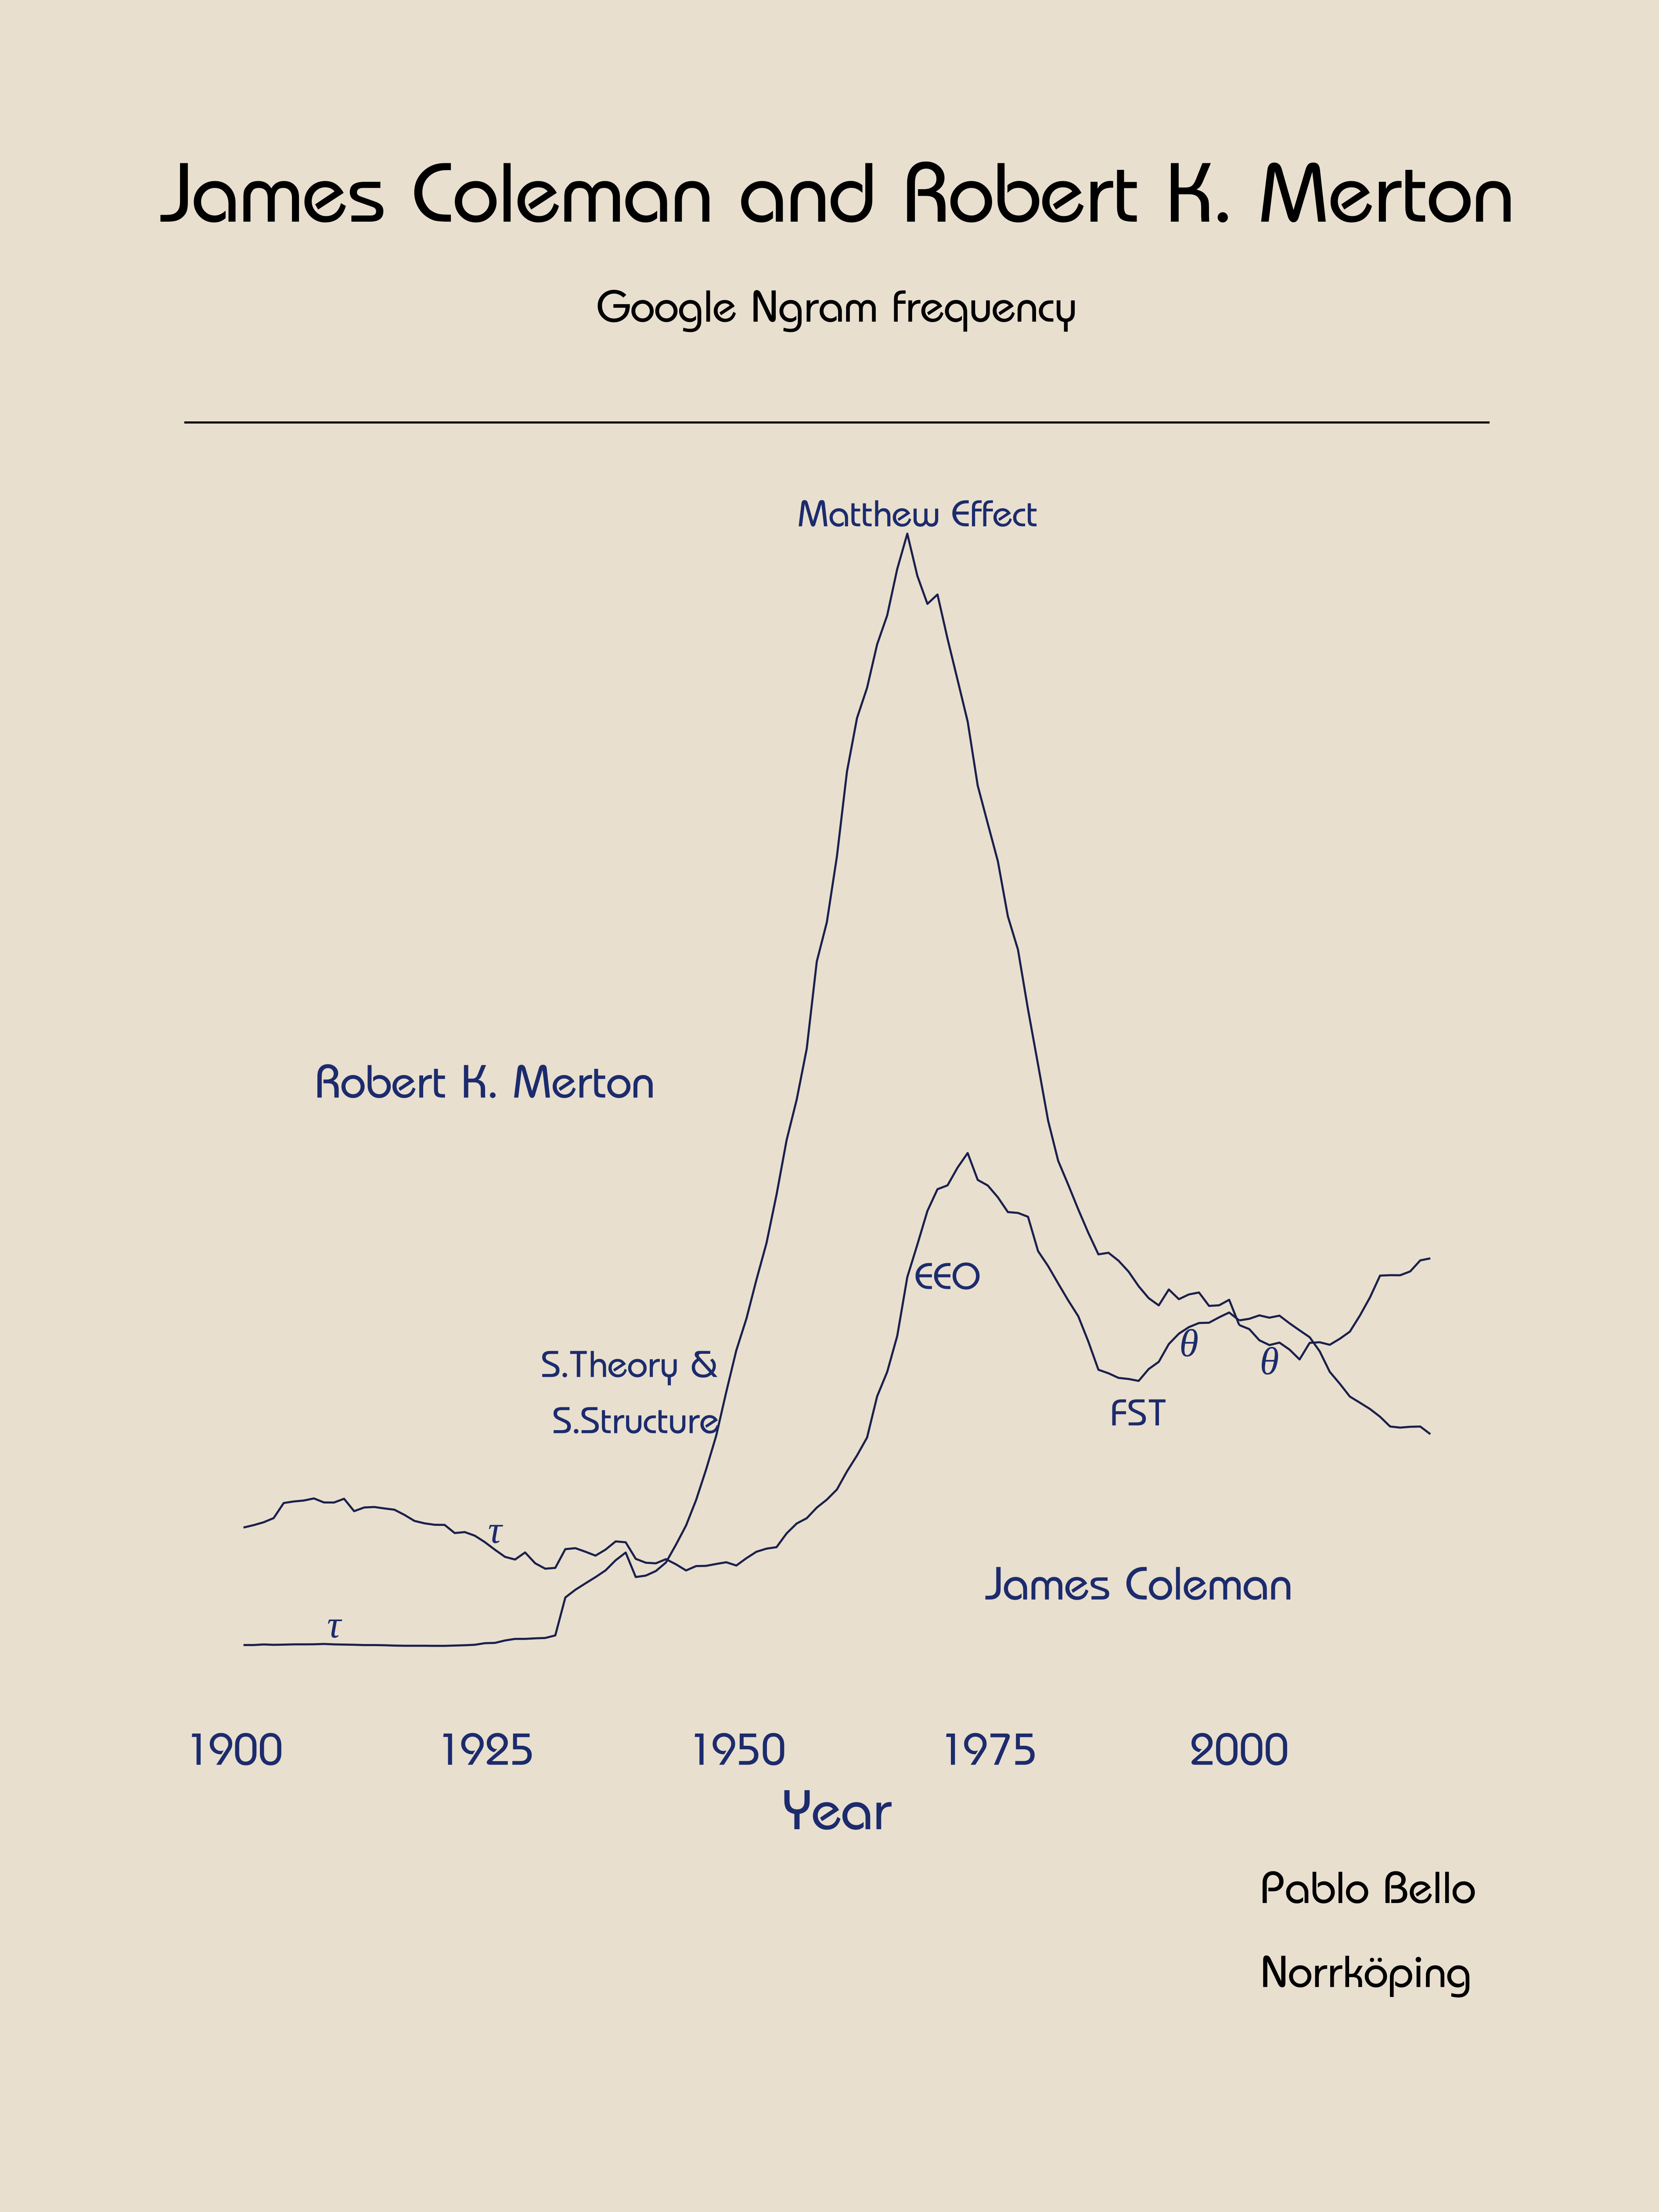 James Coleman and Robert K. Merton
Google Ngram frequency
Matthew Effect
Robert K. Merton
EEO
S.Theory &
S.Structure
θ
θ
FST
τ
James Coleman
τ
1900 1925 1950 1975 2000
Year
Pablo Bello
Norrköping